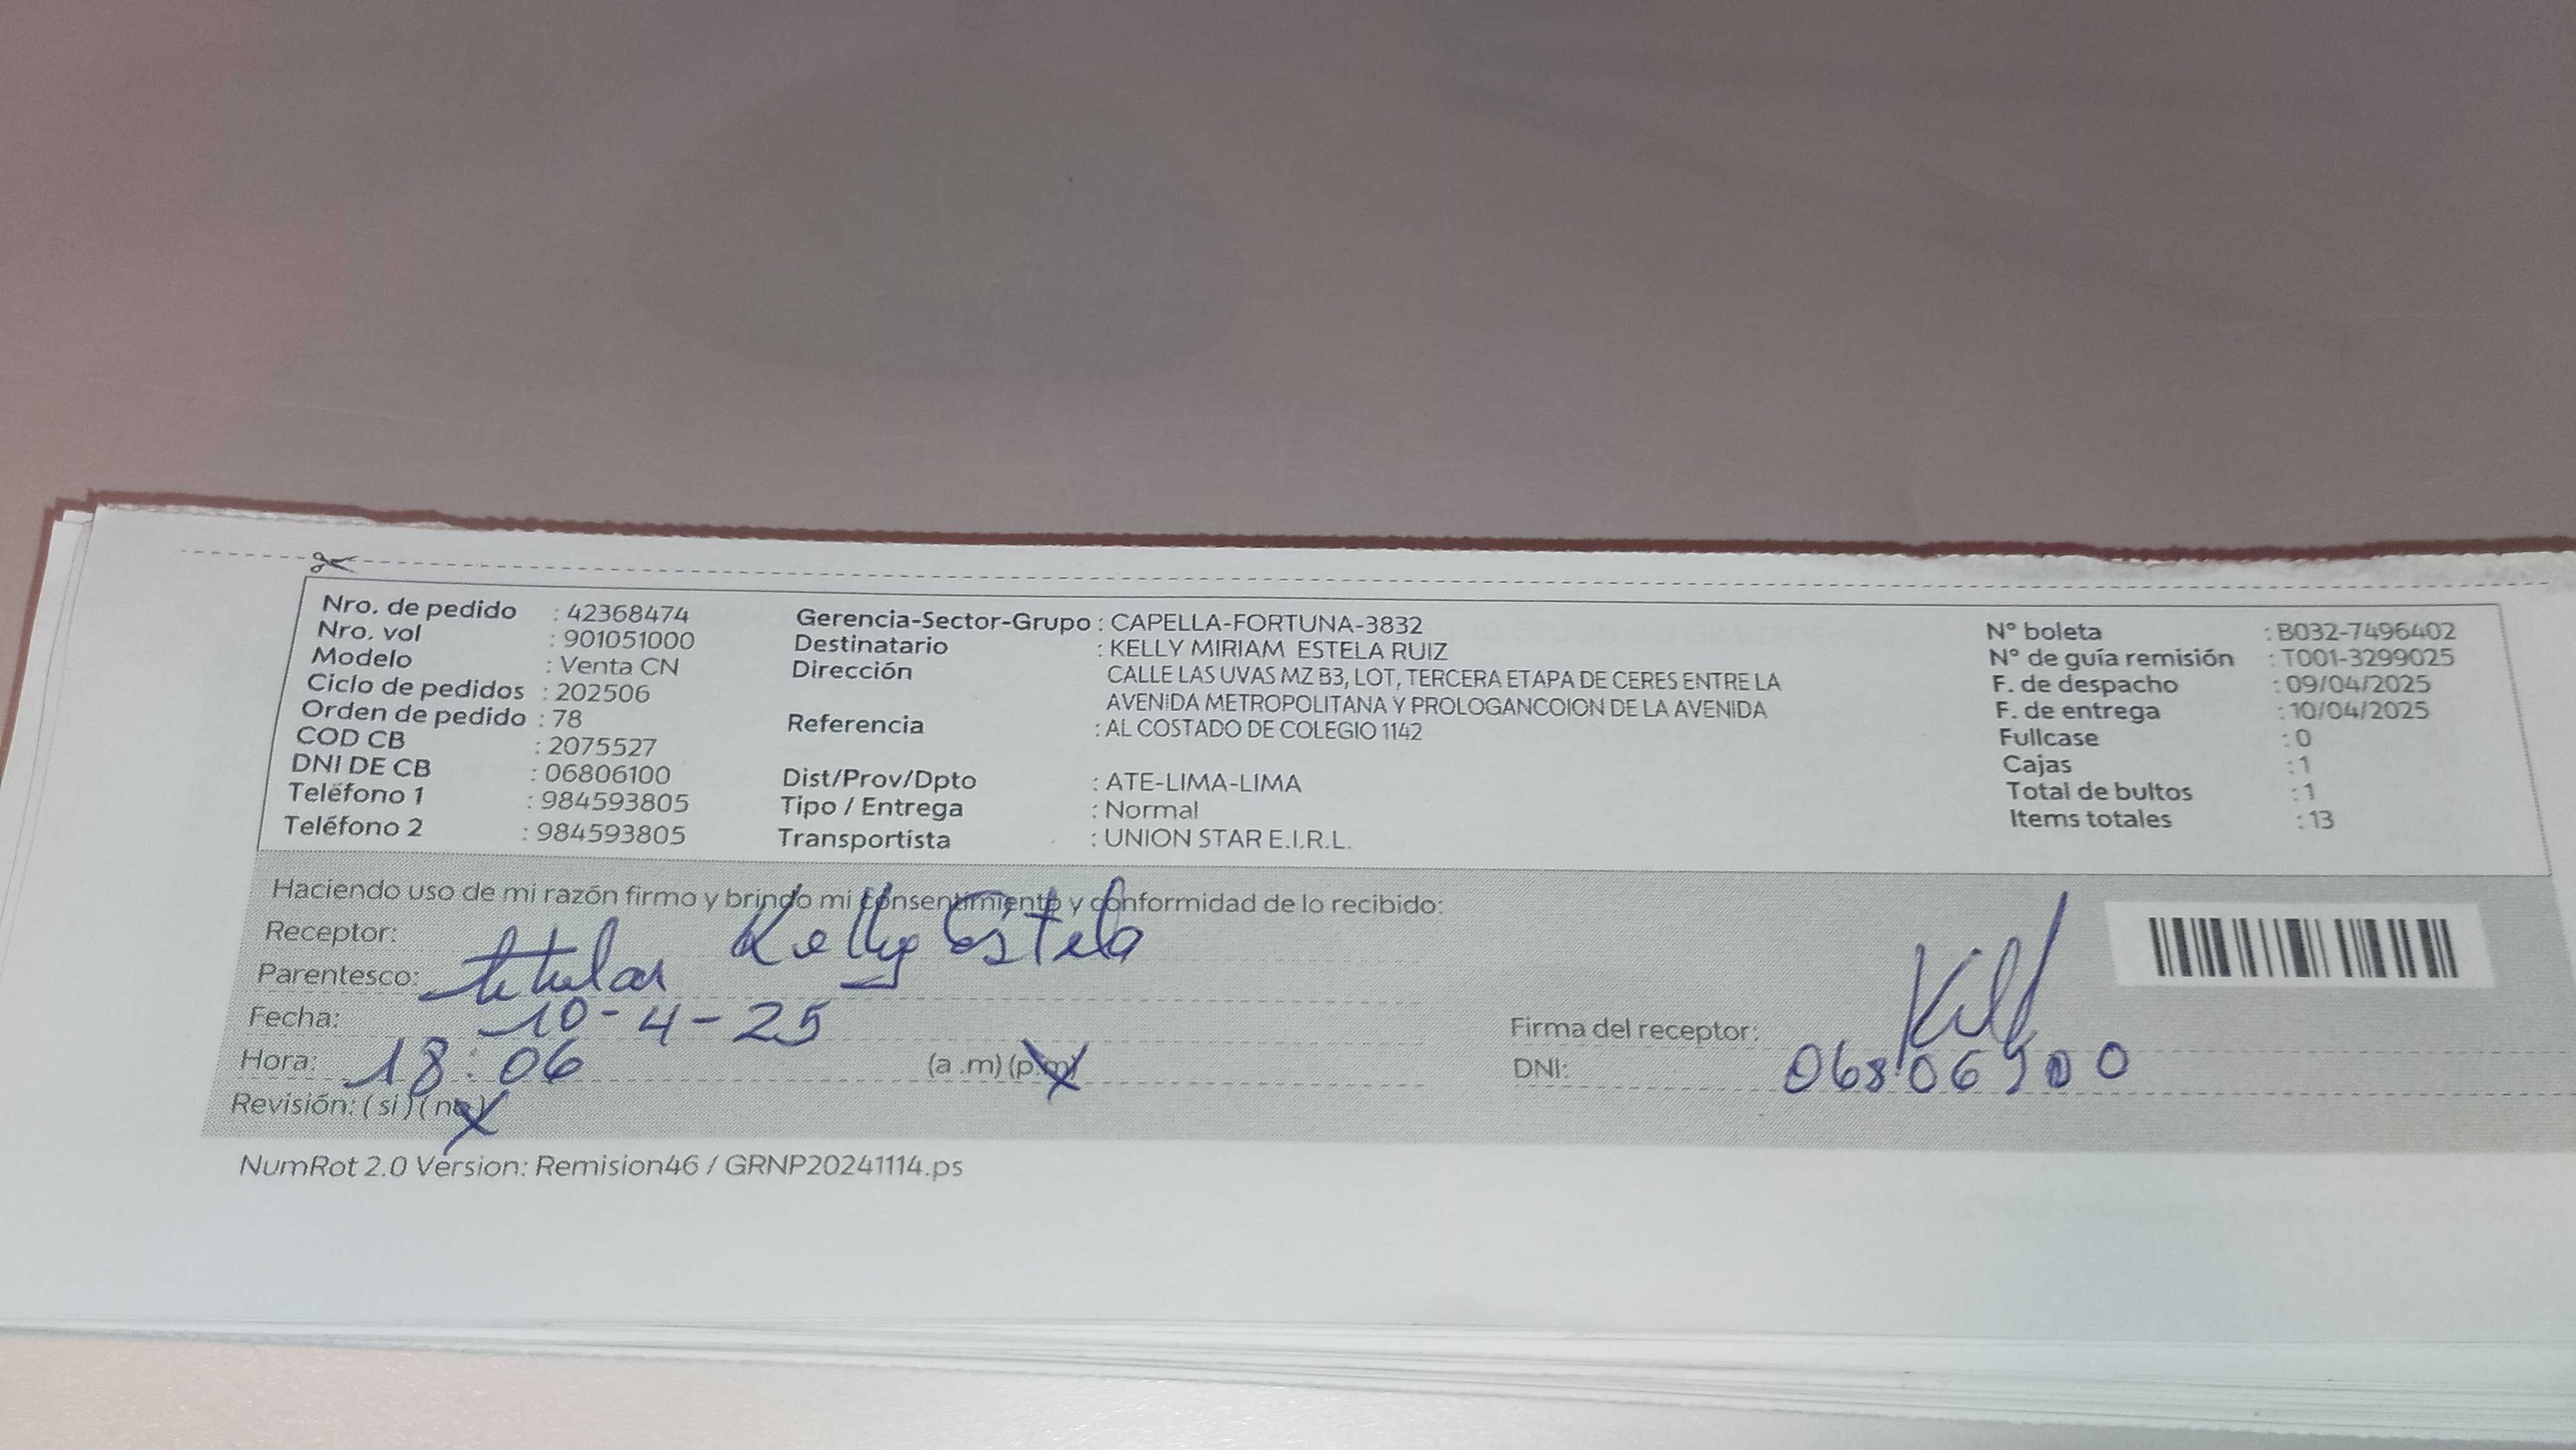 Nro. de pedido : 42368474
Nro. vol : 901051000
Modelo : Venta CN
Ciclo de pedidos : 202506
Orden de pedido : 78
COD CB : 2075527
DNI DE CB : 06806100
Teléfono 1 : 984593805
Teléfono 2 : 984593805
Gerencia-Sector-Grupo : CAPELLA-FORTUNA-3832
Destinatario : KELLY MIRIAM ESTELA RUIZ
Dirección CALLE LAS UVAS MZ B3, LOT, TERCERA ETAPA DE CERES ENTRE LA
AVENIDA METROPOLITANA Y PROLOGANCOION DE LA AVENIDA
Referencia : AL COSTADO DE COLEGIO 1142
Dist/Prov/Dpto : ATE-LIMA-LIMA
Tipo / Entrega : Normal
Transportista : UNION STAR E.I.R.L.
N° boleta : B032-7496402
N° de guía remisión : T001-3299025
F. de despacho : 09/04/2025
F. de entrega : 10/04/2025
Fullcase : 0
Cajas : 1
Total de bultos : 1
Items totales : 13
Haciendo uso de mi razón firmo y brindo mi consentimiento y conformidad de lo recibido:
Receptor: Kelly Estela
Parentesco: titular
Fecha: 10-4-25
Hora: 18:06 (a .m) (p.m)
Revisión: ( si ) ( no )
Firma del receptor:
DNI:
NumRot 2.0 Version: Remision46 / GRNP20241114.ps